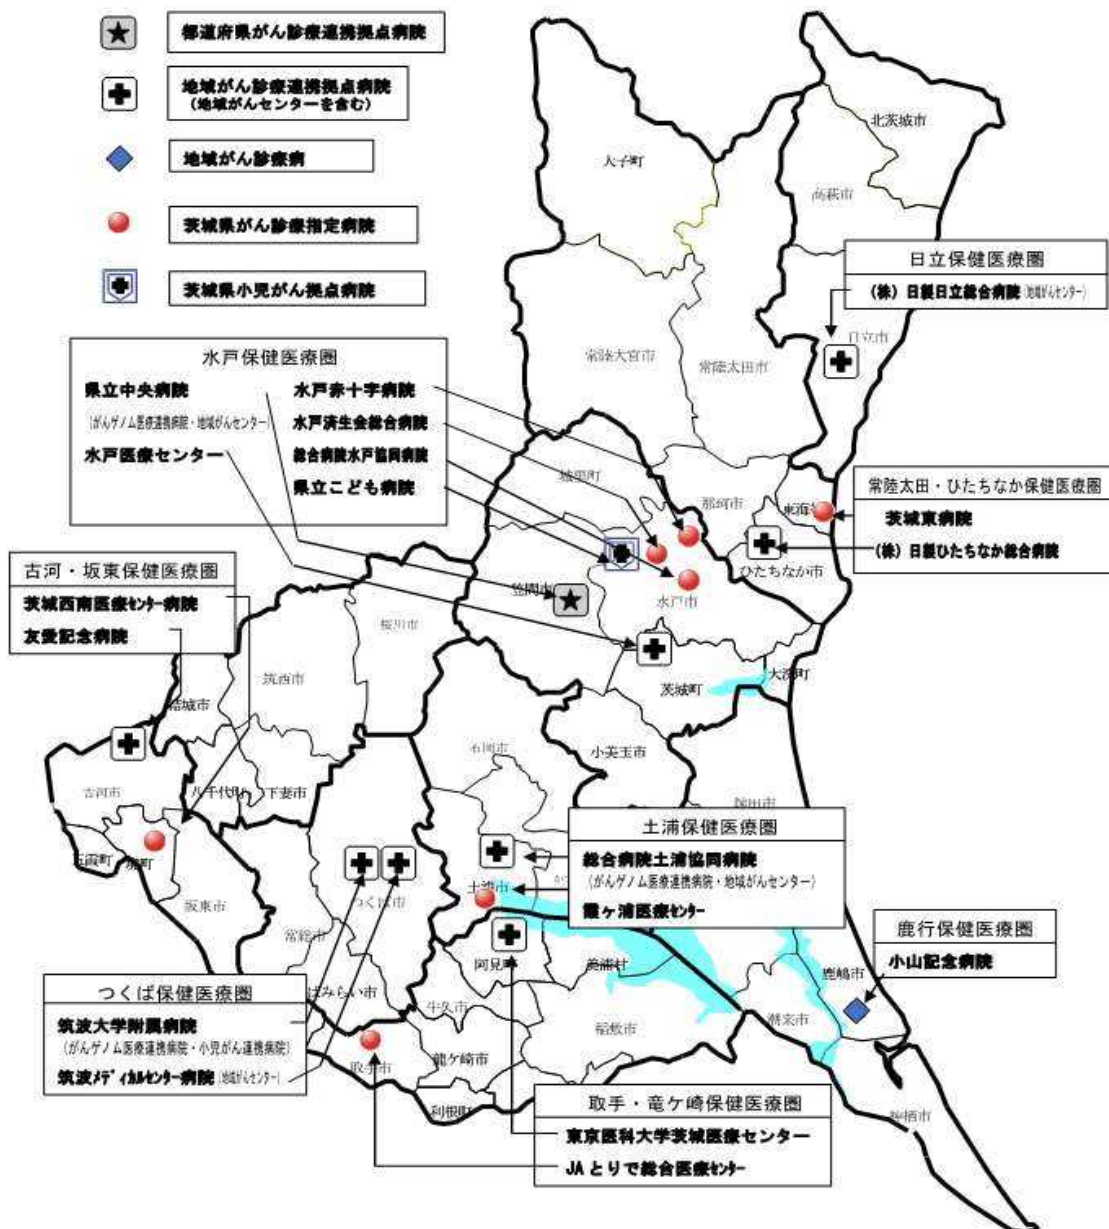 都道府県がん診療連携拠点病院
地域がん診療連携拠点病院
（地域がんセンターを含む）
地域がん診療病
茨城県がん診療指定病院
茨城県小児がん拠点病院
北茨城市
大子町
高萩市
日立保健医療圏
（株）日製日立総合病院（地域がんセンター）
日立市
常陸大宮市
常陸太田市
水戸保健医療圏
県立中央病院
（がんゲノム医療連携病院・地域がんセンター）
水戸医療センター
水戸赤十字病院
水戸済生会総合病院
総合病院水戸協同病院
県立こども病院
城里町
那珂市
東海
常陸太田・ひたちなか保健医療圏
茨城東病院
（株）日製ひたちなか総合病院
ひたちなか市
笠間市
水戸市
古河・坂東保健医療圏
茨城西南医療センター病院
友愛記念病院
桜川市
筑西市
結城市
茨城町
大洗町
小美玉市
石岡市
古河市
八千代町
下妻市
鉾田市
五霞町
境町
坂東市
つくば市
土浦市
土浦保健医療圏
総合病院土浦協同病院
（がんゲノム医療連携病院・地域がんセンター）
霞ヶ浦医療センター
常総市
阿見町
美浦村
鹿行保健医療圏
小山記念病院
鹿嶋市
つくば保健医療圏
筑波大学附属病院
（がんゲノム医療連携病院・小児がん連携病院）
筑波メディカルセンター病院（地域がんセンター）
ばみらい市
牛久市
稲敷市
潮来市
取手市
龍ケ崎市
利根町
取手・竜ケ崎保健医療圏
東京医科大学茨城医療センター
JAとりで総合医療センター
神栖市